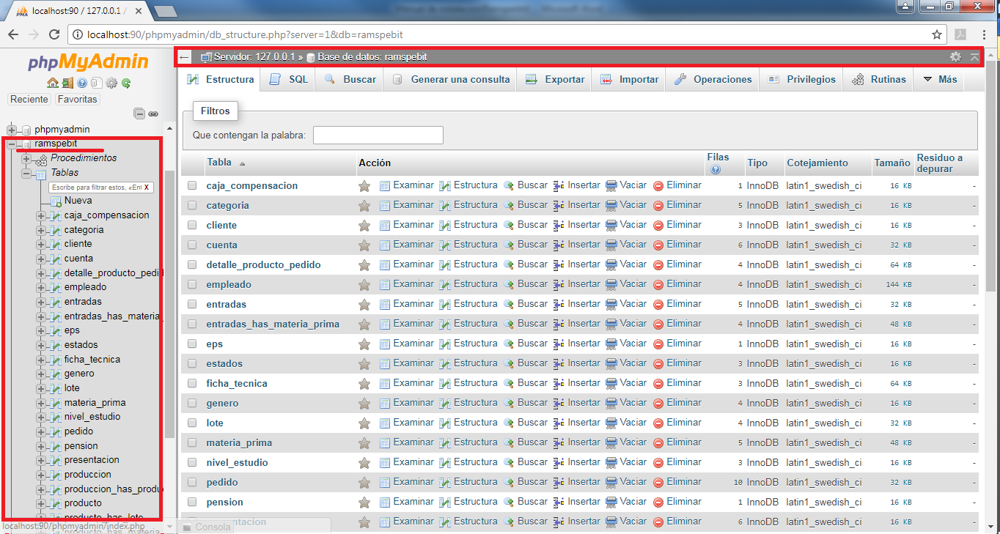 localhost:90 / 127.0.0.1 /
localhost:90/phpmyadmin/db_structure.php?server=1&db=ramspebit
phpMyAdmin
Reciente Favoritas
phpmyadmin
ramspebit
Procedimientos
Tablas
Escribe para filtrar estos, «Ent X
Nueva
caja_compensacion
categoria
cliente
cuenta
detalle_producto_pedid
empleado
entradas
entradas_has_materia_
eps
estados
ficha_tecnica
genero
lote
materia_prima
nivel_estudio
pedido
pension
presentacion
produccion
produccion_has_produ
producto
producto_has_lote
localhost:90/phpmyadmin/index.php
Servidor: 127.0.0.1 » Base de datos: ramspebit
Estructura SQL Buscar Generar una consulta Exportar Importar Operaciones Privilegios Rutinas Más
Filtros
Que contengan la palabra:
Tabla Acción Filas Tipo Cotejamiento Tamaño Residuo a depurar
caja_compensacion Examinar Estructura Buscar Insertar Vaciar Eliminar 1 InnoDB latin1_swedish_ci 16 KB -
categoria Examinar Estructura Buscar Insertar Vaciar Eliminar 5 InnoDB latin1_swedish_ci 16 KB -
cliente Examinar Estructura Buscar Insertar Vaciar Eliminar 3 InnoDB latin1_swedish_ci 16 KB -
cuenta Examinar Estructura Buscar Insertar Vaciar Eliminar 6 InnoDB latin1_swedish_ci 32 KB -
detalle_producto_pedido Examinar Estructura Buscar Insertar Vaciar Eliminar 4 InnoDB latin1_swedish_ci 64 KB -
empleado Examinar Estructura Buscar Insertar Vaciar Eliminar 4 InnoDB latin1_swedish_ci 144 KB -
entradas Examinar Estructura Buscar Insertar Vaciar Eliminar 5 InnoDB latin1_swedish_ci 32 KB -
entradas_has_materia_prima Examinar Estructura Buscar Insertar Vaciar Eliminar 4 InnoDB latin1_swedish_ci 48 KB -
eps Examinar Estructura Buscar Insertar Vaciar Eliminar 1 InnoDB latin1_swedish_ci 16 KB -
estados Examinar Estructura Buscar Insertar Vaciar Eliminar 3 InnoDB latin1_swedish_ci 16 KB -
ficha_tecnica Examinar Estructura Buscar Insertar Vaciar Eliminar 3 InnoDB latin1_swedish_ci 64 KB -
genero Examinar Estructura Buscar Insertar Vaciar Eliminar 4 InnoDB latin1_swedish_ci 16 KB -
lote Examinar Estructura Buscar Insertar Vaciar Eliminar 4 InnoDB latin1_swedish_ci 32 KB -
materia_prima Examinar Estructura Buscar Insertar Vaciar Eliminar 5 InnoDB latin1_swedish_ci 48 KB -
nivel_estudio Examinar Estructura Buscar Insertar Vaciar Eliminar 3 InnoDB latin1_swedish_ci 16 KB -
pedido Examinar Estructura Buscar Insertar Vaciar Eliminar 10 InnoDB latin1_swedish_ci 32 KB -
pension Examinar Estructura Buscar Insertar Vaciar Eliminar 1 InnoDB latin1_swedish_ci 16 KB -
Examinar Estructura Buscar Insertar Vaciar Eliminar 6 InnoDB latin1_swedish_ci 16 KB -
Consola